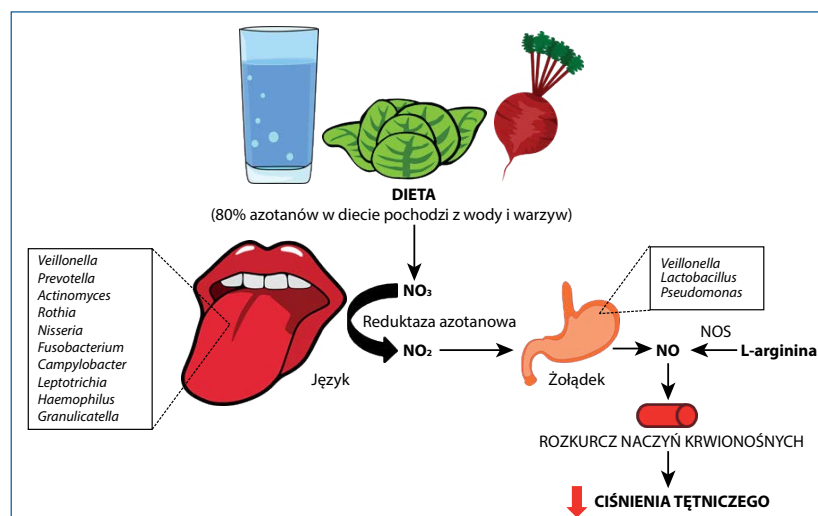 DIETA
(80% azotanów w diecie pochodzi z wody i warzyw)
Veillonella
Prevotella
Actinomyces
Rothia
Nisseria
Fusobacterium
Campylobacter
Leptotrichia
Haemophilus
Granulicatella
Język
NO₃
Reduktaza azotanowa
NO₂
Veillonella
Lactobacillus
Pseudomonas
Żołądek
NO
NOS
L-arginina
ROZKURCZ NACZYŃ KRWIONOŚNYCH
CIŚNIENIA TĘTNICZEGO